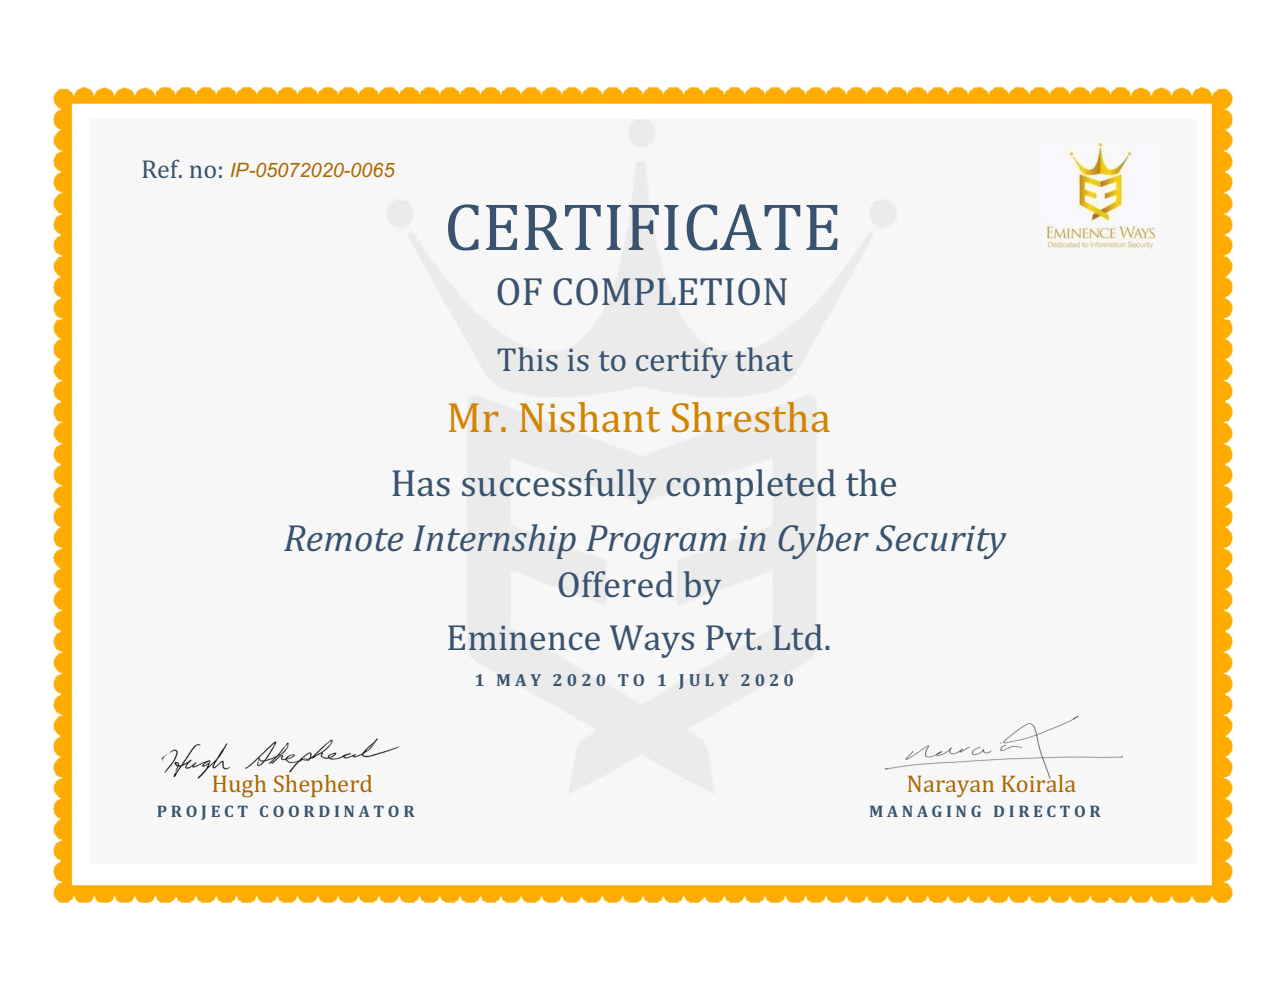 Ref. no: IP-05072020-0065
EMINENCE WAYS
Dedicated to Information Security
CERTIFICATE
OF COMPLETION
This is to certify that
Mr. Nishant Shrestha
Has successfully completed the
Remote Internship Program in Cyber Security
Offered by
Eminence Ways Pvt. Ltd.
1 MAY 2020 TO 1 JULY 2020
Hugh Shepherd
Hugh Shepherd
PROJECT COORDINATOR
Narayan Koirala
MANAGING DIRECTOR